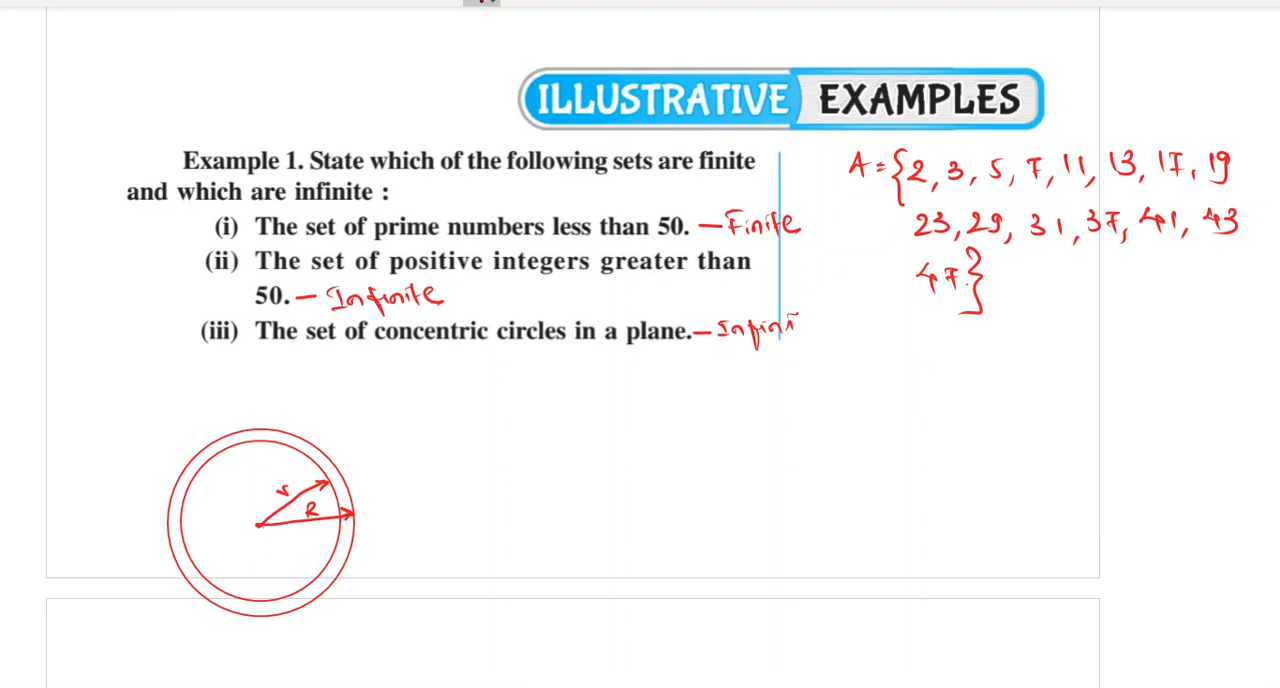 ILLUSTRATIVE EXAMPLES
Example 1. State which of the following sets are finite
and which are infinite :
(i) The set of prime numbers less than 50. – Finite
(ii) The set of positive integers greater than
50. – Infinite
(iii) The set of concentric circles in a plane. – Infini
A = {2, 3, 5, 7, 11, 13, 17, 19
23, 29, 31, 37, 41, 43
47}
r
R